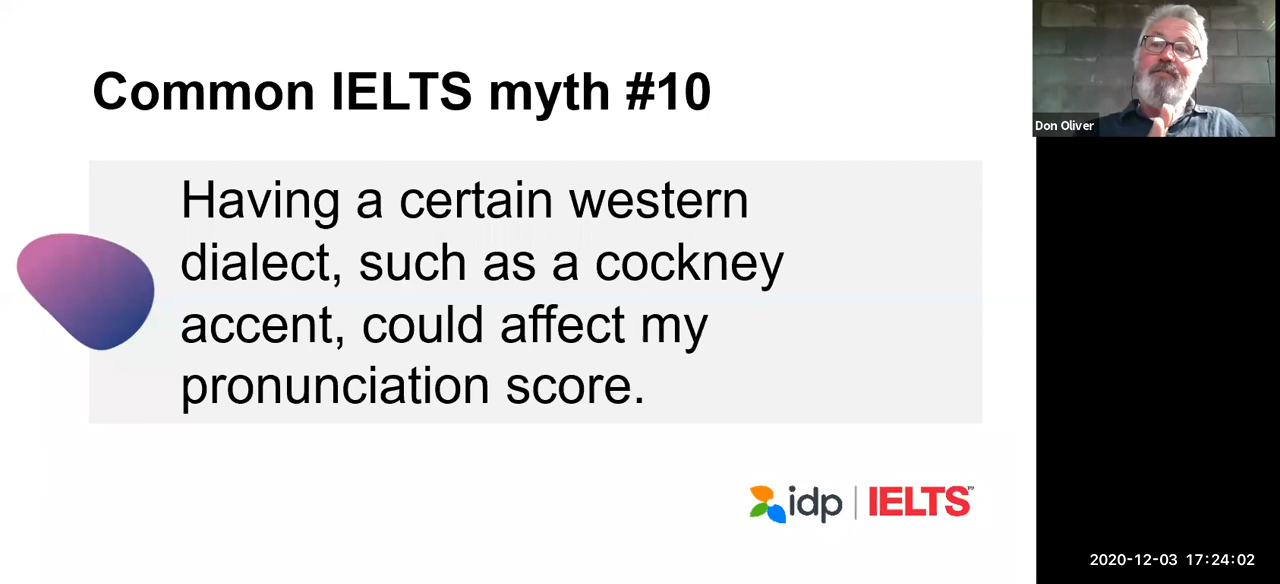 Common IELTS myth #10
Having a certain western
dialect, such as a cockney
accent, could affect my
pronunciation score.
idp | IELTS™
Don Oliver
2020-12-03 17:24:02